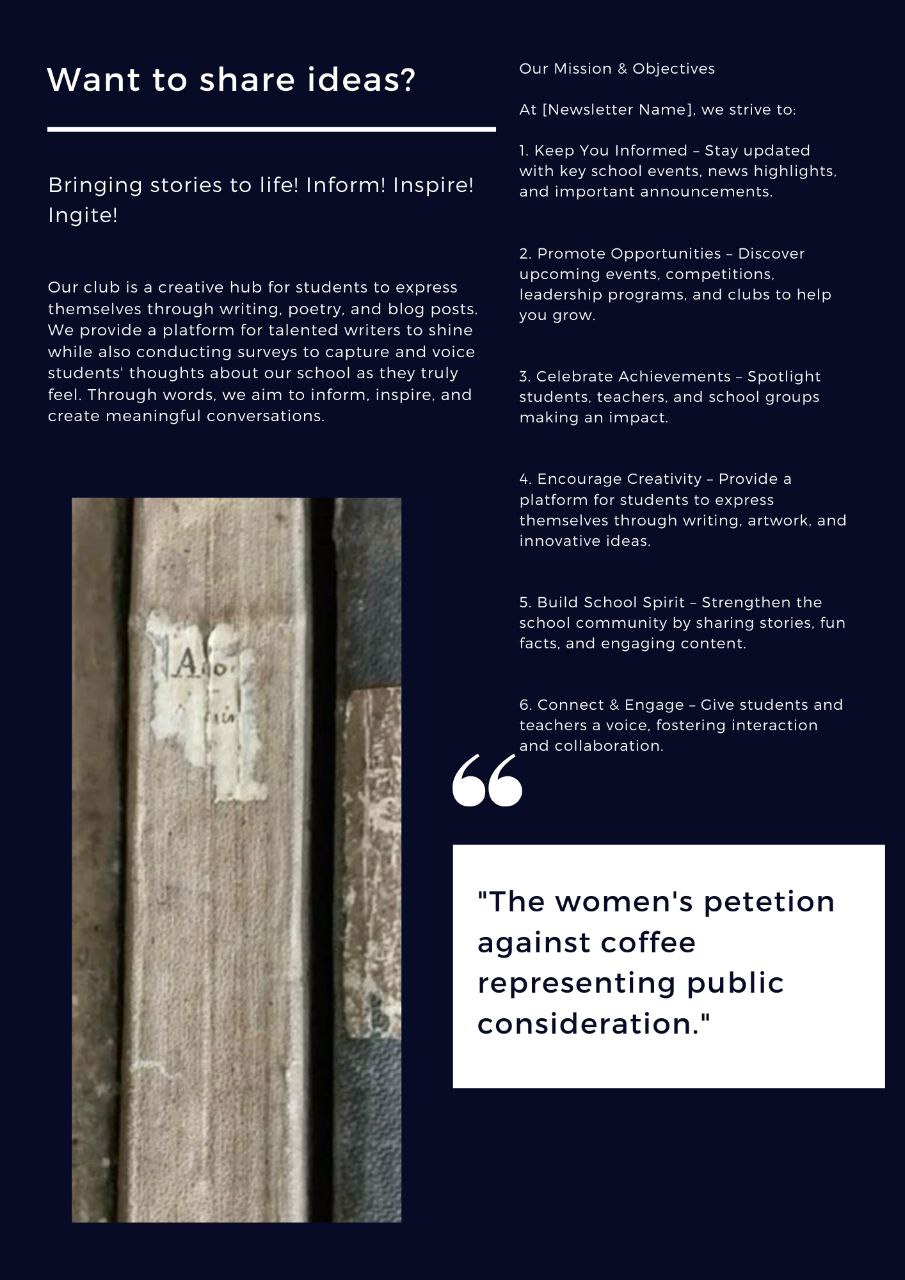 Want to share ideas?
Bringing stories to life! Inform! Inspire!
Ingite!
Our club is a creative hub for students to express
themselves through writing, poetry, and blog posts.
We provide a platform for talented writers to shine
while also conducting surveys to capture and voice
students' thoughts about our school as they truly
feel. Through words, we aim to inform, inspire, and
create meaningful conversations.
Our Mission & Objectives
At [Newsletter Name], we strive to:
1. Keep You Informed – Stay updated
with key school events, news highlights,
and important announcements.
2. Promote Opportunities – Discover
upcoming events, competitions,
leadership programs, and clubs to help
you grow.
3. Celebrate Achievements – Spotlight
students, teachers, and school groups
making an impact.
4. Encourage Creativity – Provide a
platform for students to express
themselves through writing, artwork, and
innovative ideas.
5. Build School Spirit – Strengthen the
school community by sharing stories, fun
facts, and engaging content.
6. Connect & Engage – Give students and
teachers a voice, fostering interaction
and collaboration.
"The women's petetion
against coffee
representing public
consideration."